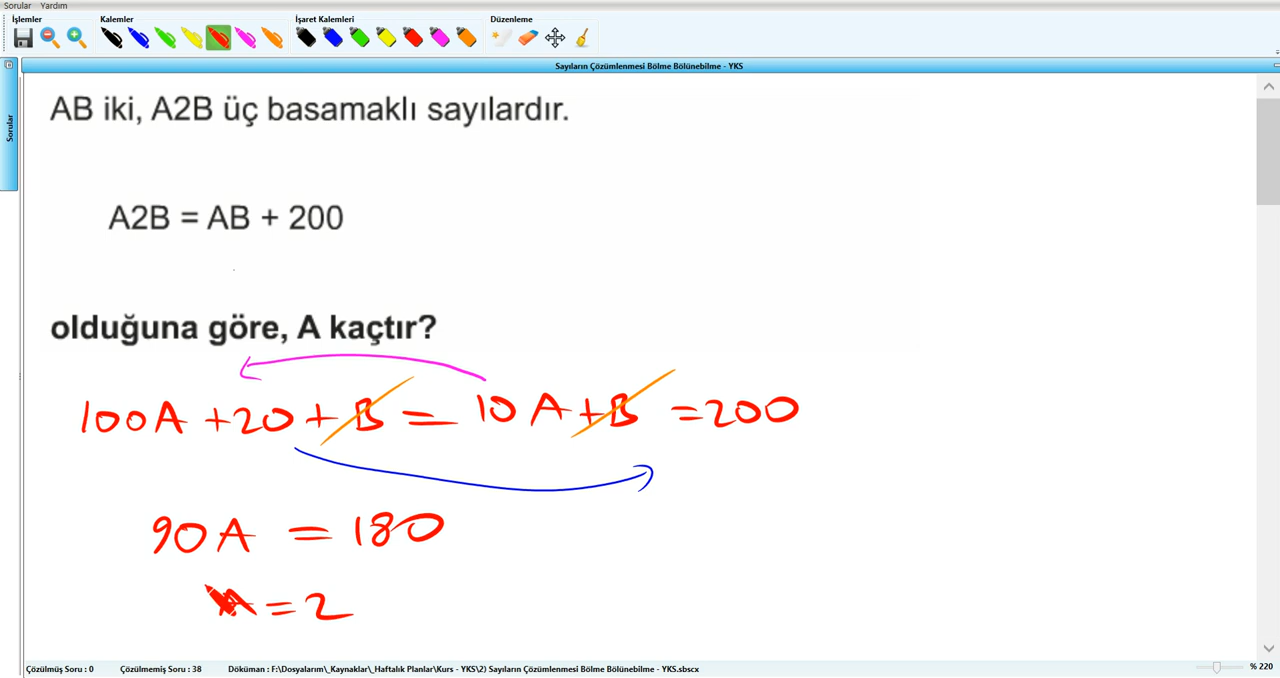 Sorular Yardım
İşlemler Kalemler İşaret Kalemleri Düzenleme
Sayıların Çözümlenmesi Bölme Bölünebilme - YKS
Sorular
AB iki, A2B üç basamaklı sayılardır.
A2B = AB + 200
olduğuna göre, A kaçtır?
100A +20 + B = 10 A + B = 200
90A = 180
A = 2
Çözülmüş Soru : 0 Çözülmemiş Soru : 38 Döküman : F:\Dosyalarım\_Kaynaklar\_Haftalık Planlar\Kurs - YKS\2) Sayıların Çözümlenmesi Bölme Bölünebilme - YKS.sbscx % 220